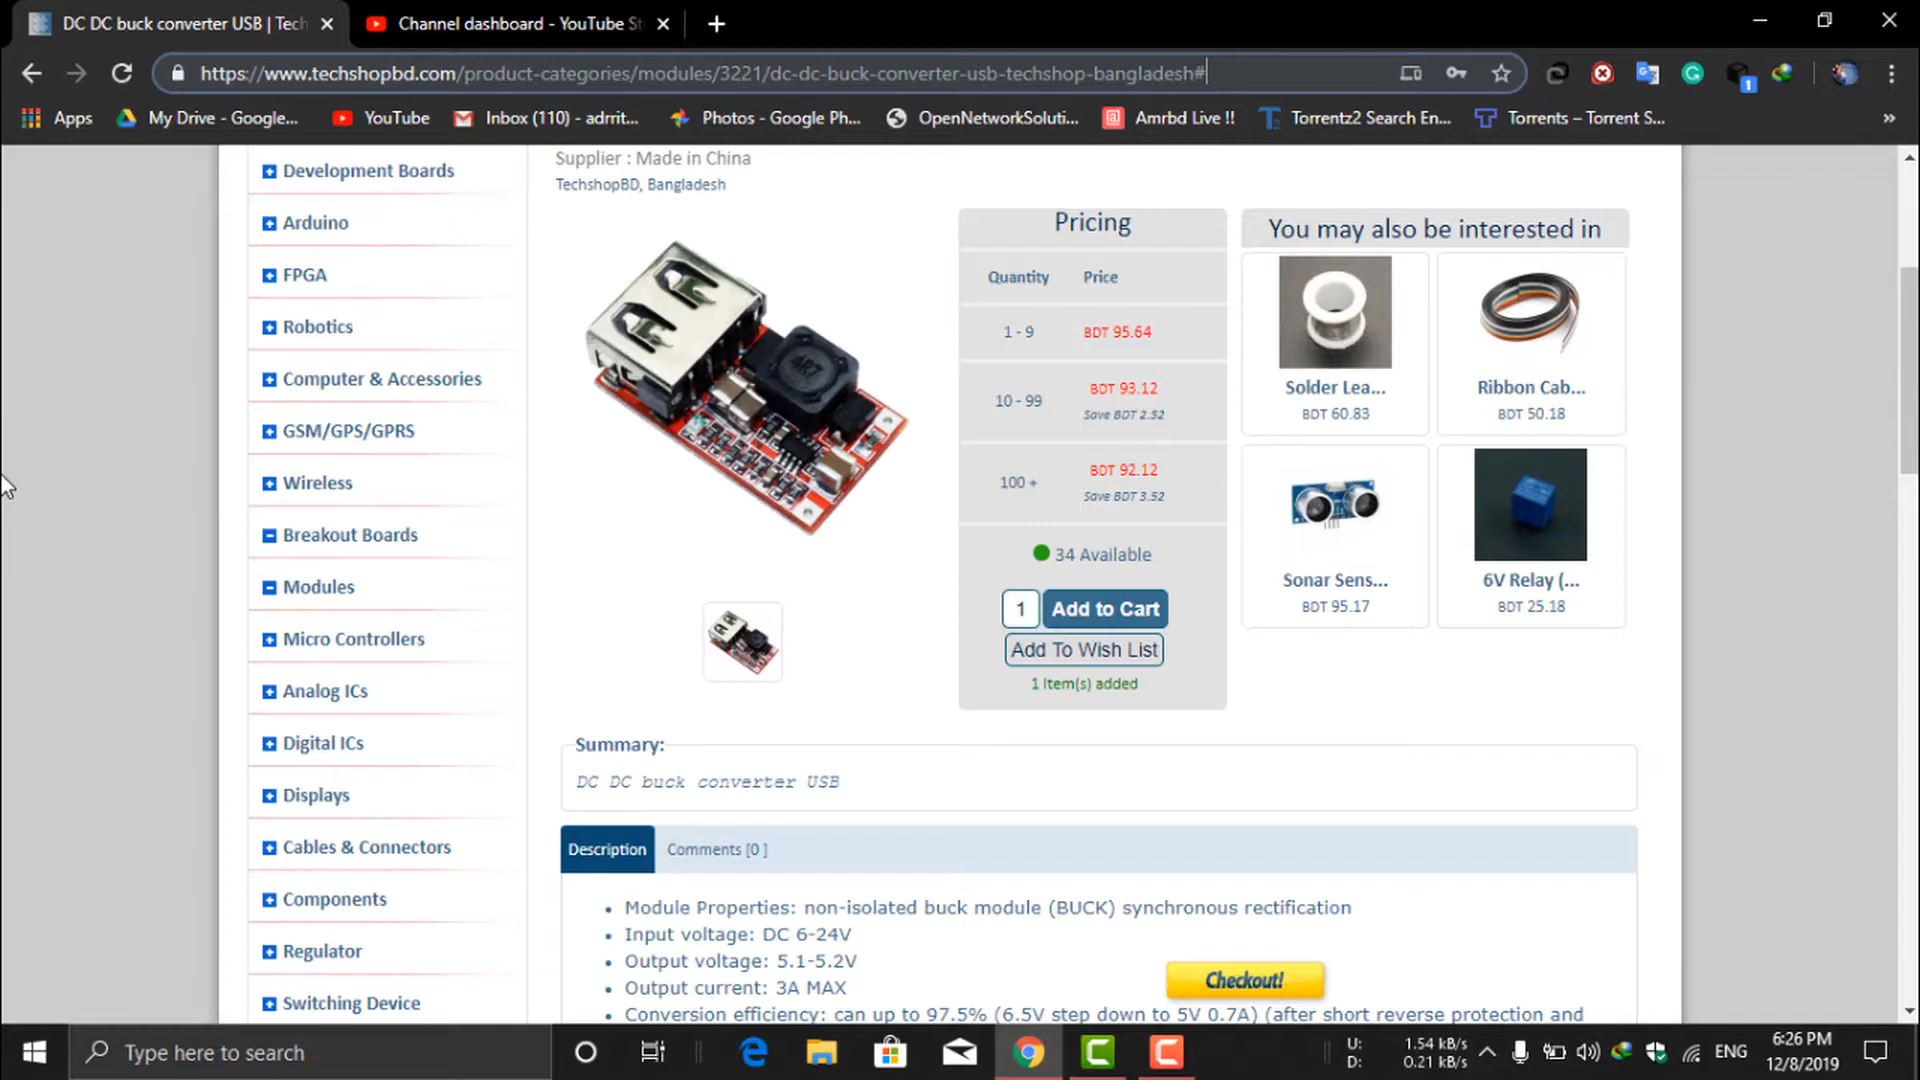 DC DC buck converter USB | Tech
Channel dashboard - YouTube St
https://www.techshopbd.com/product-categories/modules/3221/dc-dc-buck-converter-usb-techshop-bangladesh#
1
Apps
My Drive - Google...
YouTube
Inbox (110) - adrrit...
Photos - Google Ph...
OpenNetworkSoluti...
Amrbd Live !!
Torrentz2 Search En...
Torrents – Torrent S...
»
Development Boards
Arduino
FPGA
Robotics
Computer & Accessories
GSM/GPS/GPRS
Wireless
Breakout Boards
Modules
Micro Controllers
Analog ICs
Digital ICs
Displays
Cables & Connectors
Components
Regulator
Switching Device
Supplier : Made in China
TechshopBD, Bangladesh
4R7
Pricing
Quantity Price
1 - 9 BDT 95.64
10 - 99 BDT 93.12
Save BDT 2.52
100 + BDT 92.12
Save BDT 3.52
34 Available
1 Add to Cart
Add To Wish List
1 Item(s) added
You may also be interested in
Solder Lea...
BDT 60.83
Ribbon Cab...
BDT 50.18
Sonar Sens...
BDT 95.17
6V Relay (...
BDT 25.18
Summary:
DC DC buck converter USB
Description
Comments [0 ]
Module Properties: non-isolated buck module (BUCK) synchronous rectification
Input voltage: DC 6-24V
Output voltage: 5.1-5.2V
Output current: 3A MAX
Conversion efficiency: can up to 97.5% (6.5V step down to 5V 0.7A) (after short reverse protection and
Checkout!
Type here to search
U: 1.54 kB/s
D: 0.21 kB/s
ENG
6:26 PM
12/8/2019